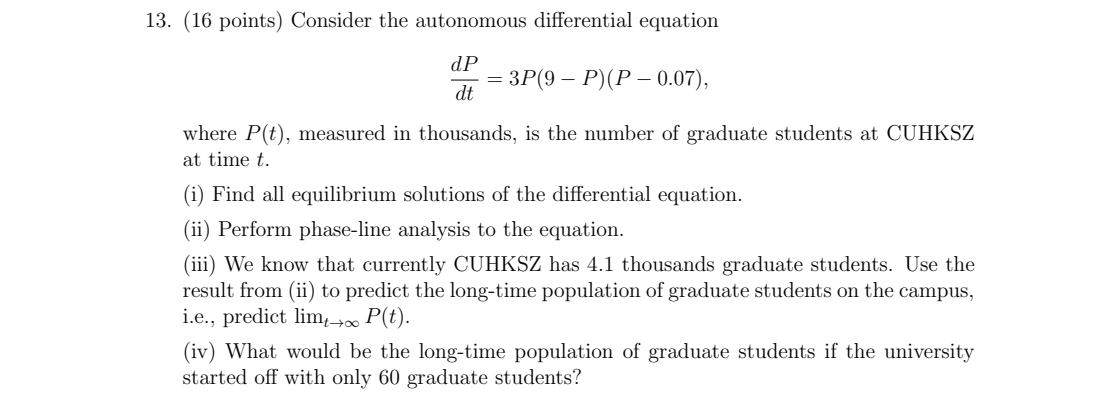 13. (16 points) Consider the autonomous differential equation
dP/dt = 3P(9 − P)(P − 0.07),
where P(t), measured in thousands, is the number of graduate students at CUHKSZ
at time t.
(i) Find all equilibrium solutions of the differential equation.
(ii) Perform phase-line analysis to the equation.
(iii) We know that currently CUHKSZ has 4.1 thousands graduate students. Use the
result from (ii) to predict the long-time population of graduate students on the campus,
i.e., predict lim_{t→∞} P(t).
(iv) What would be the long-time population of graduate students if the university
started off with only 60 graduate students?